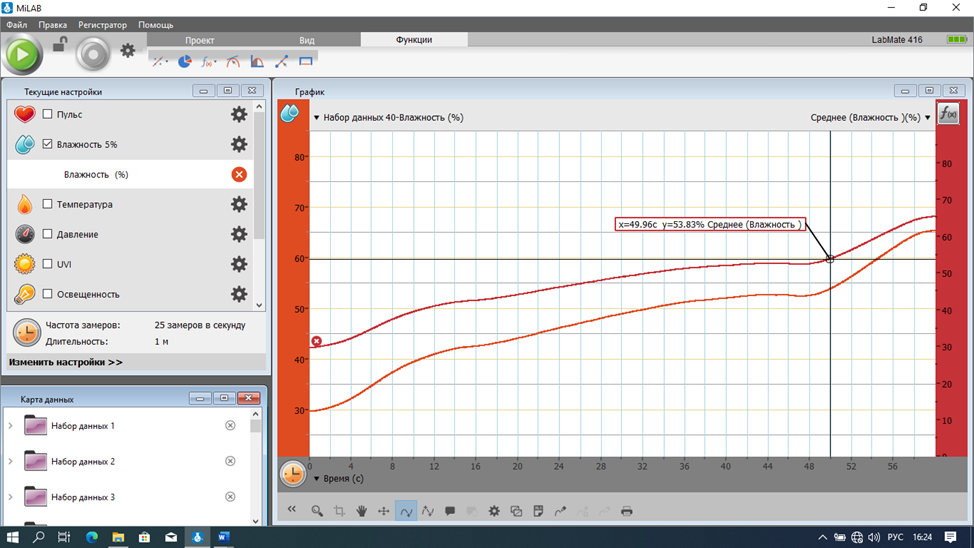 MiLAB
Файл Правка Регистратор Помощь
Проект Вид Функции
LabMate 416
Текущие настройки
Пульс
Влажность 5%
Влажность (%)
Температура
Давление
UVI
Освещенность
Частота замеров: 25 замеров в секунду
Длительность: 1 м
Изменить настройки >>
Карта данных
Набор данных 1
Набор данных 2
Набор данных 3
График
Набор данных 40-Влажность (%) Среднее (Влажность )(%)
f(x)
x=49.96с y=53.83% Среднее (Влажность )
80
70
60
50
40
30
80
70
60
50
40
30
20
10
0
0 4 8 12 16 20 24 28 32 36 40 44 48 52 56
Время (с)
РУС 16:24